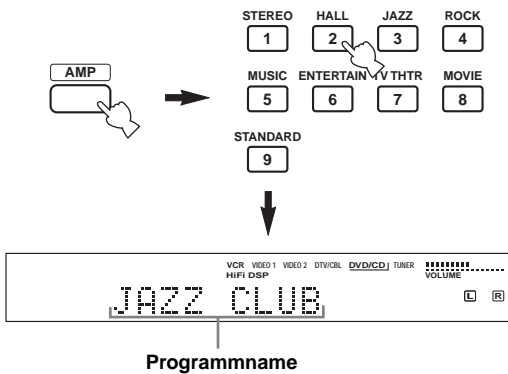 STEREO HALL JAZZ ROCK
1 2 3 4
AMP
MUSIC ENTERTAIN TV THTR MOVIE
5 6 7 8
STANDARD
9
VCR VIDEO 1 VIDEO 2 DTV/CBL DVD/CD TUNER
HiFi DSP VOLUME
JAZZ CLUB L R
Programmname